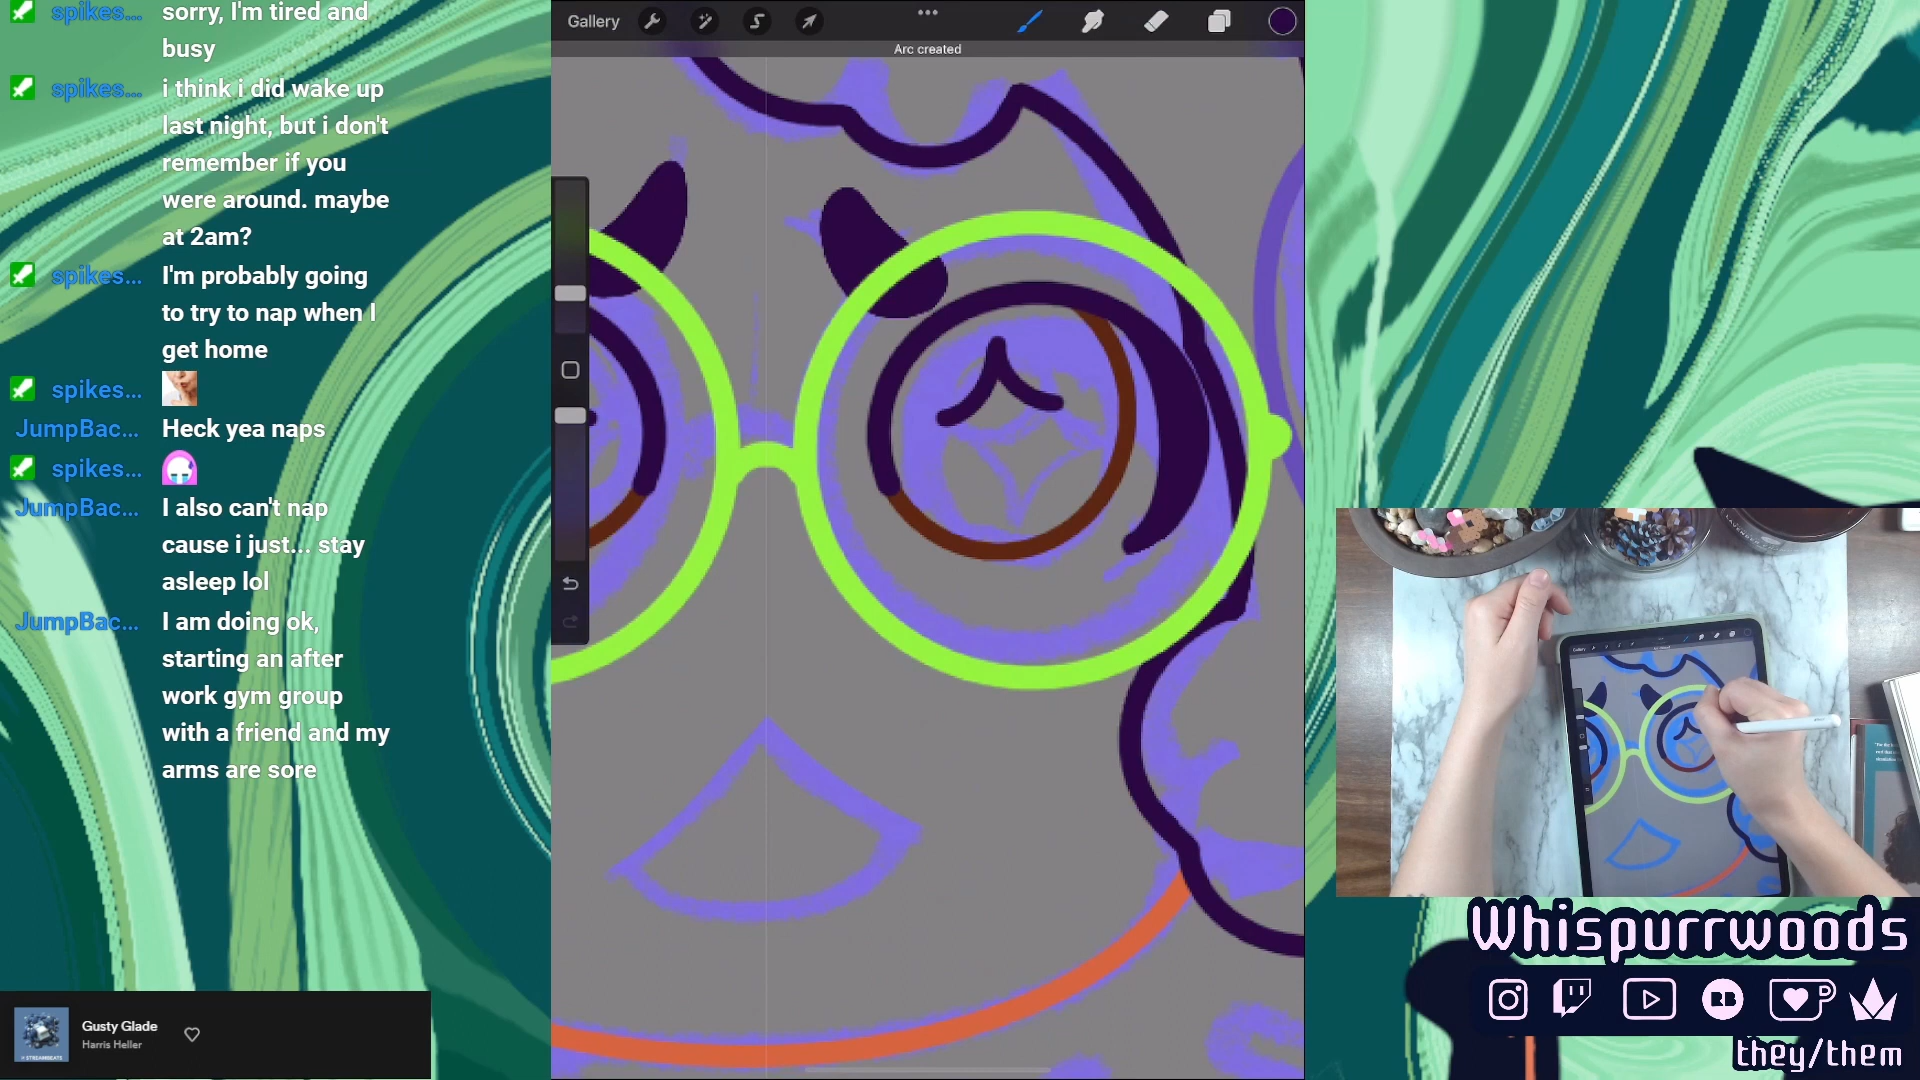 spikes... sorry, I'm tired and
busy
spikes... i think i did wake up
last night, but i don't
remember if you
were around. maybe
at 2am?
spikes... I'm probably going
to try to nap when I
get home
spikes...
JumpBac... Heck yea naps
spikes...
JumpBac... I also can't nap
cause i just... stay
asleep lol
JumpBac... I am doing ok,
starting an after
work gym group
with a friend and my
arms are sore
Gusty Glade
Harris Heller
Gallery
Arc created
Whispurrwoods
RB
they/them